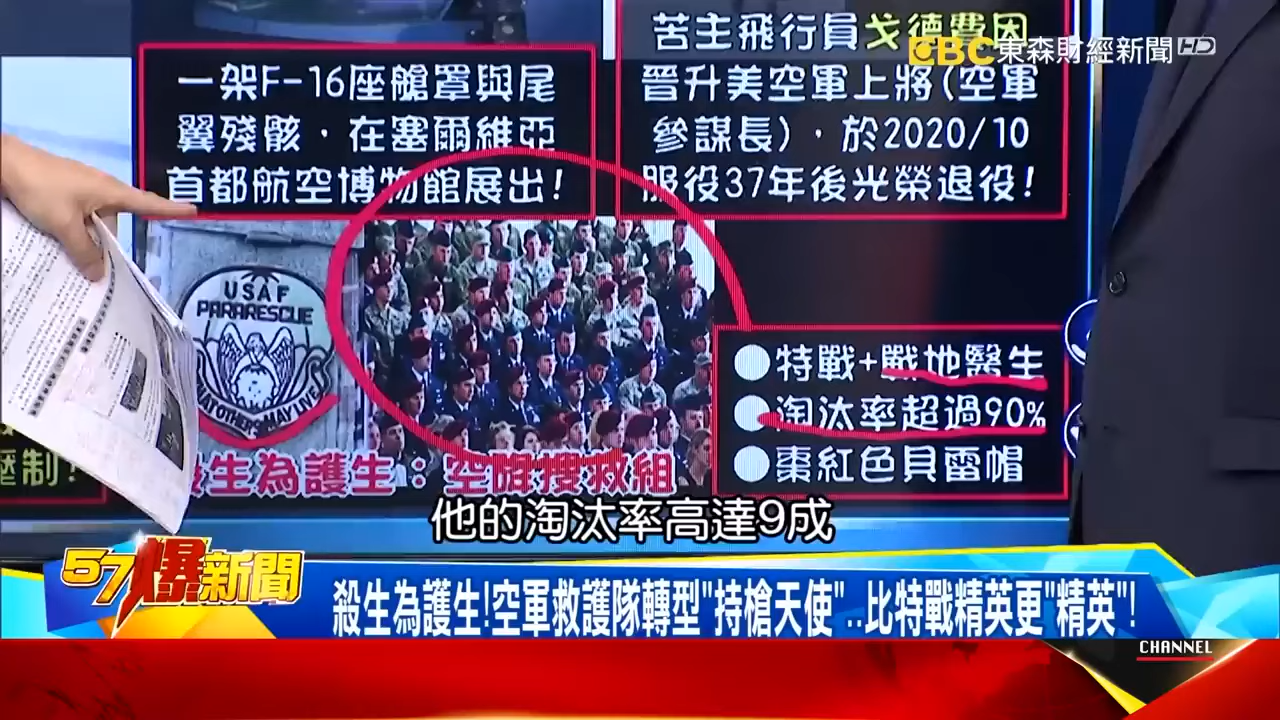 一架F-16座艙罩與尾
翼殘骸，在塞爾維亞
首都航空博物館展出!
苦主飛行員戈德費因
晉升美空軍上將(空軍
參謀長)，於2020/10
服役37年後光榮退役!
EBC東森財經新聞HD
USAF
PARARESCUE
特戰+戰地醫生
淘汰率超過90%
棗紅色貝雷帽
壓制!
殺生為護生：空降搜救組
他的淘汰率高達9成
57爆新聞
殺生為護生!空軍救護隊轉型"持槍天使"..比特戰精英更"精英"!
CHANNEL